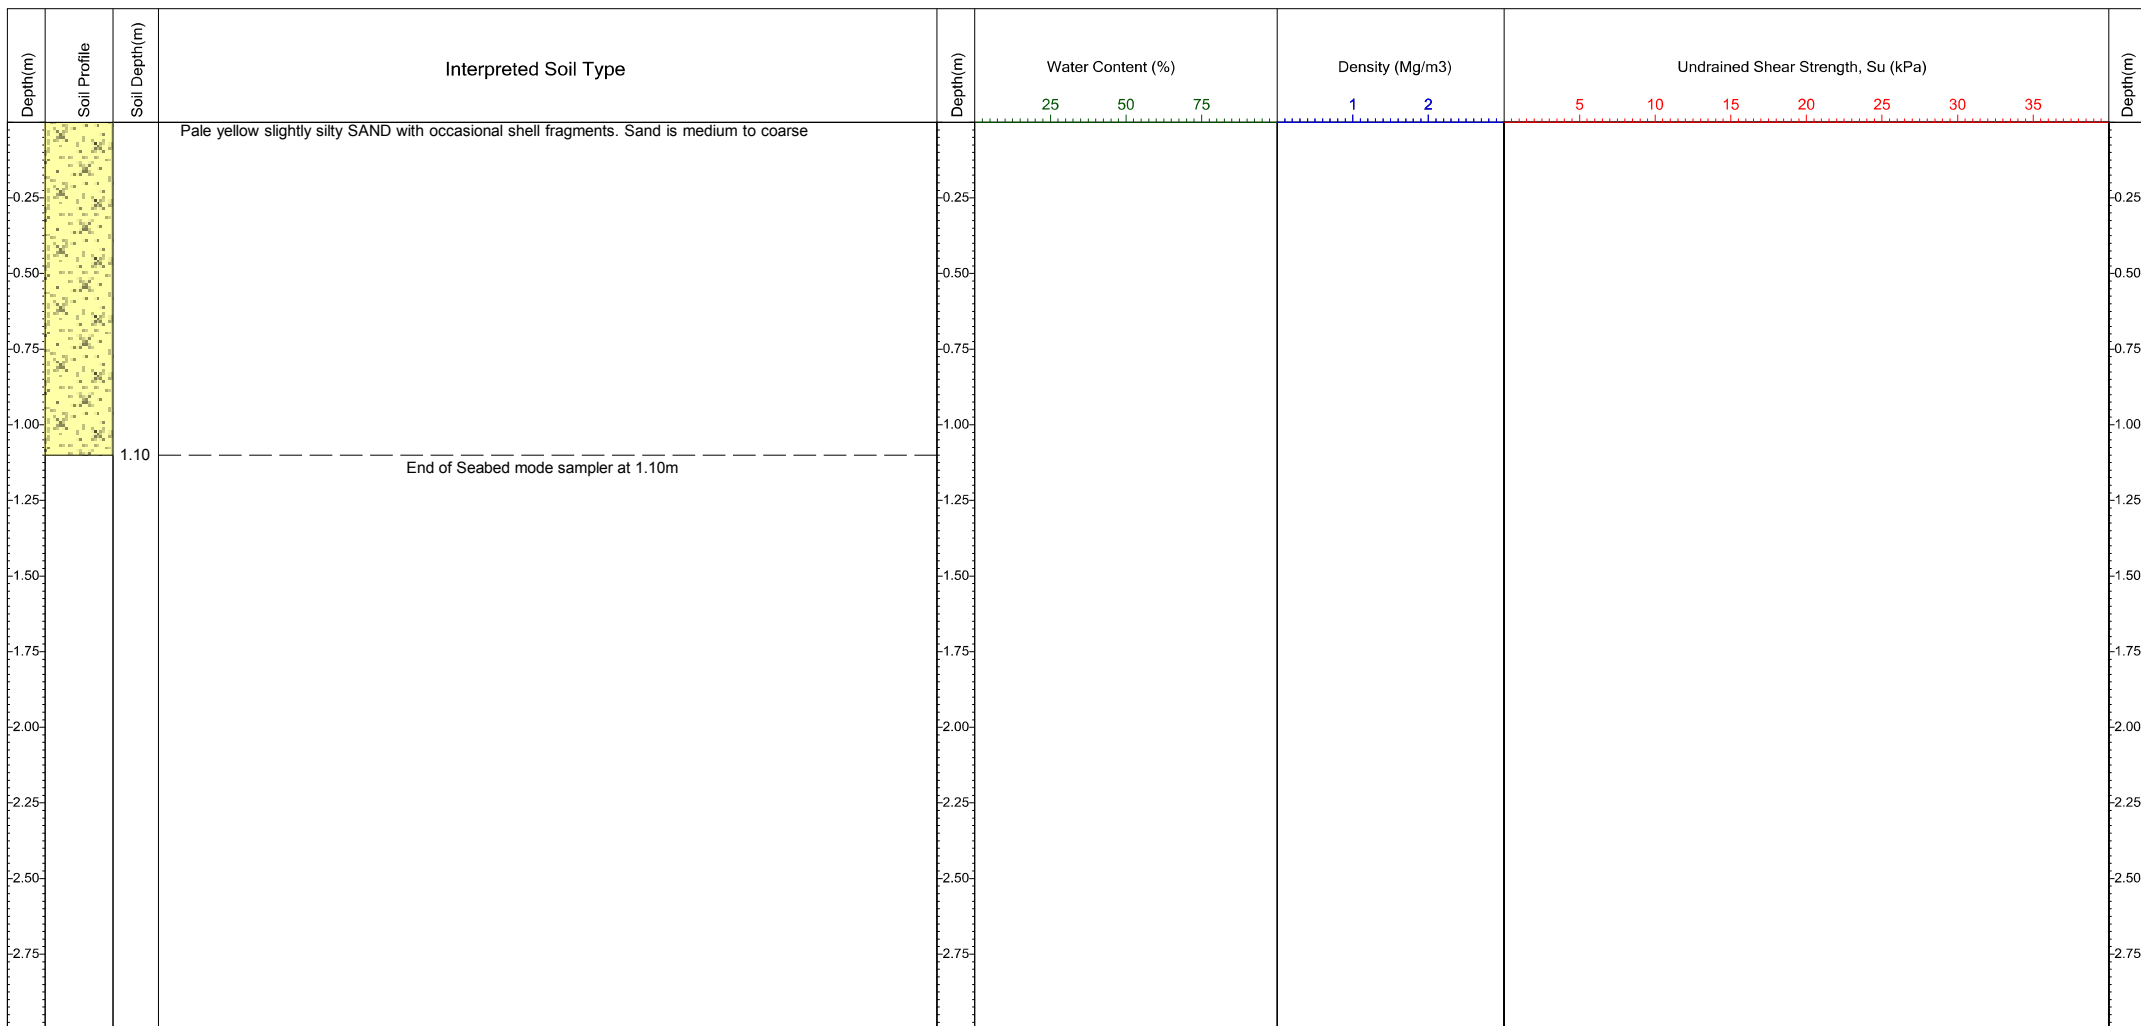 Depth(m)
Soil Profile
Soil Depth(m)
Interpreted Soil Type
Depth(m)
Water Content (%)
Density (Mg/m3)
Undrained Shear Strength, Su (kPa)
Depth(m)
25 50 75
1 2
5 10 15 20 25 30 35
Pale yellow slightly silty SAND with occasional shell fragments. Sand is medium to coarse
0.25 0.25 0.25
0.50 0.50 0.50
0.75 0.75 0.75
1.00 1.00 1.00
1.10
End of Seabed mode sampler at 1.10m
1.25 1.25 1.25
1.50 1.50 1.50
1.75 1.75 1.75
2.00 2.00 2.00
2.25 2.25 2.25
2.50 2.50 2.50
2.75 2.75 2.75